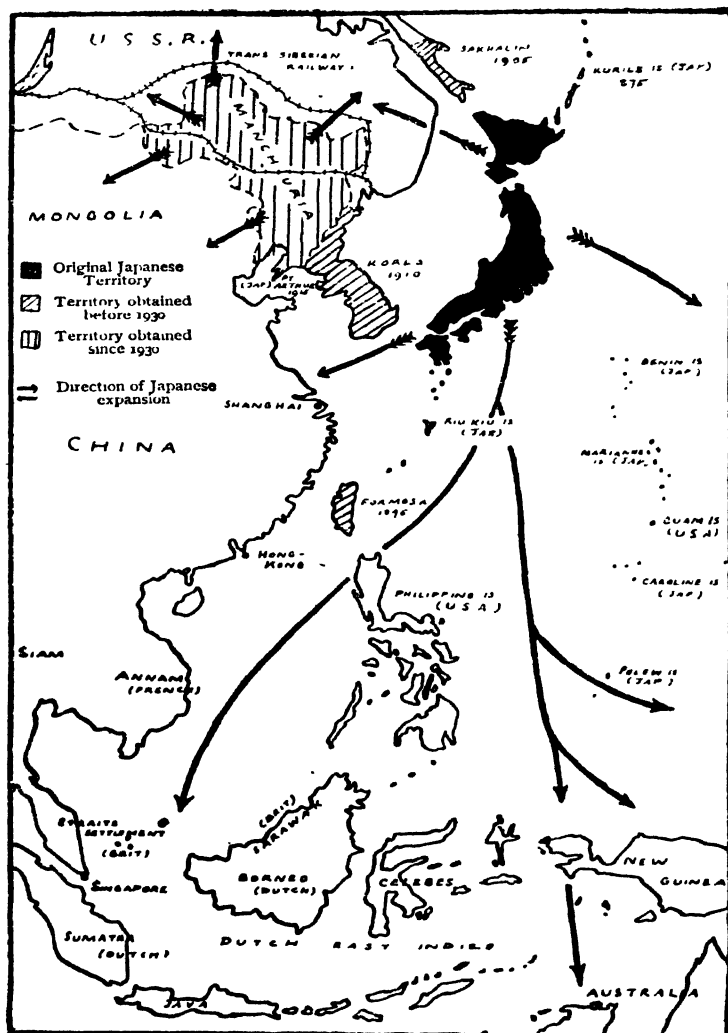 U.S.S.R.
TRANS SIBERIAN
RAILWAY
SAKHALIN
1905
KURILE IS (JAP)
875
MANCHURIA
MONGOLIA
KOREA
1910
(JAP)
PT
ARTHUR
Original Japanese
Territory
Territory obtained
before 1930
Territory obtained
since 1930
Direction of Japanese
expansion
SHANGHAI
CHINA
BENIN IS
(JAP)
RIU KIU IS
(JAP)
MARIANNES
IS (JAP)
FORMOSA
1895
GUAM IS
(USA)
HONG-
KONG
CAROLINE IS
(JAP)
PHILIPPINE IS
(USA)
SIAM
ANNAM
(FRENCH)
PELEW IS
(JAP)
STRAITS
SETTLEMENT
(BRIT)
(BRIT)
SARAWAK
SINGAPORE
BORNEO
(DUTCH)
CELEBES
NEW
GUINEA
SUMATRA
(DUTCH)
DUTCH EAST INDIES
JAVA
AUSTRALIA